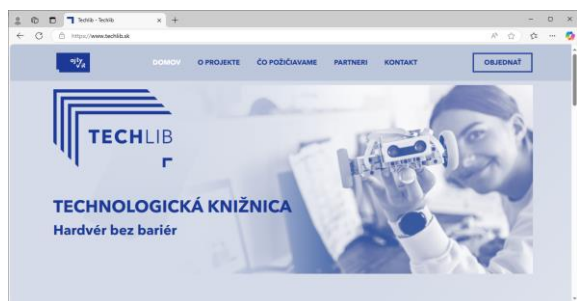 Techlib - Techlib
https://www.techlib.sk
DOMOV O PROJEKTE ČO POŽIČIAVAME PARTNERI KONTAKT OBJEDNAŤ
TECHLIB
TECHNOLOGICKÁ KNIŽNICA
Hardvér bez bariér